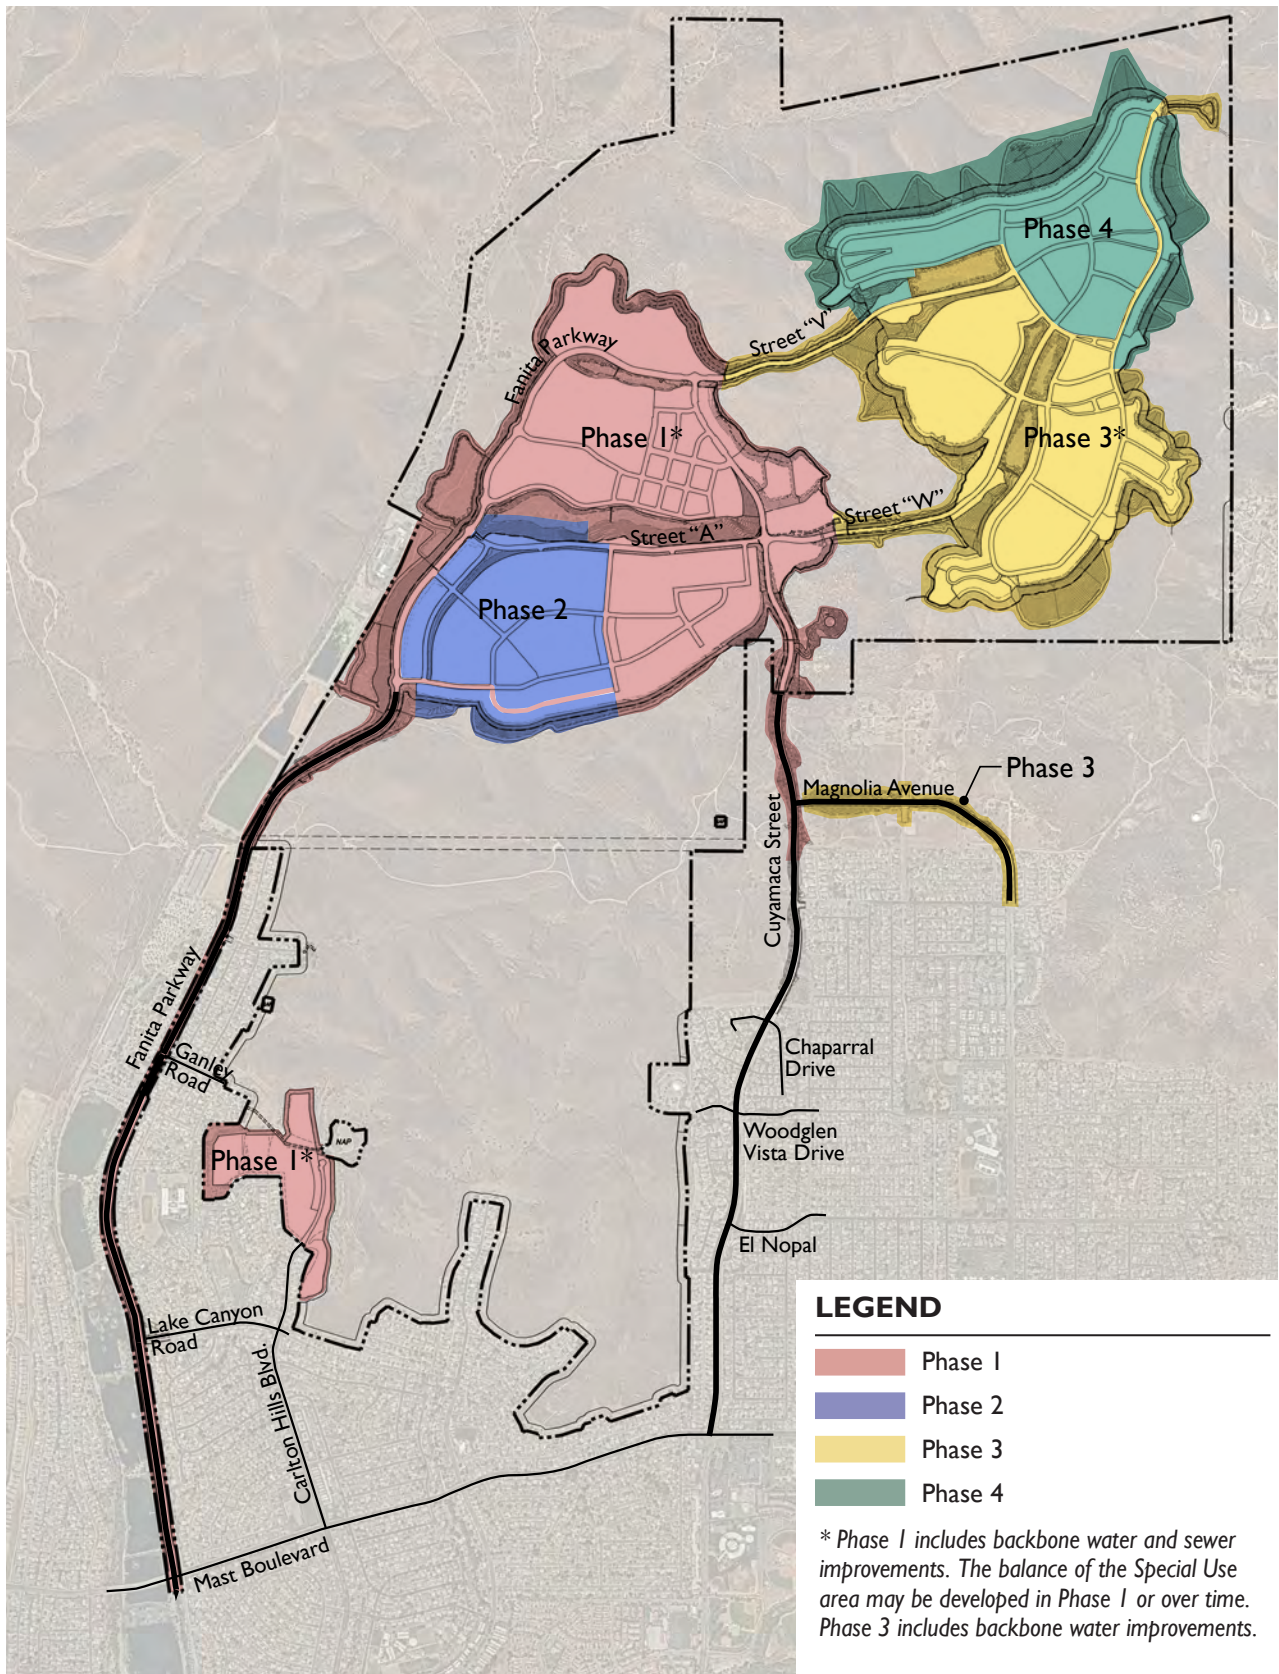 Phase 4
Street "V"
Fanita Parkway
Phase 1*
Phase 3*
Street "W"
Street "A"
Phase 2
Phase 3
Magnolia Avenue
Cuyamaca Street
Fanita Parkway
Ganley
Road
Chaparral
Drive
NAP
Woodglen
Vista Drive
Phase 1*
El Nopal
Lake Canyon
Road
Carlton Hills Blvd.
Mast Boulevard
LEGEND
Phase 1
Phase 2
Phase 3
Phase 4
* Phase 1 includes backbone water and sewer
improvements. The balance of the Special Use
area may be developed in Phase 1 or over time.
Phase 3 includes backbone water improvements.